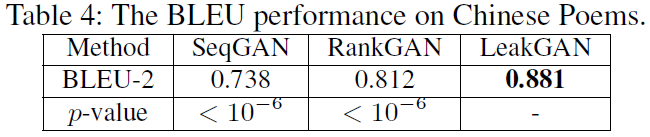 Table 4: The BLEU performance on Chinese Poems.
Method SeqGAN RankGAN LeakGAN
BLEU-2 0.738 0.812 0.881
p-value < 10⁻⁶ < 10⁻⁶ -